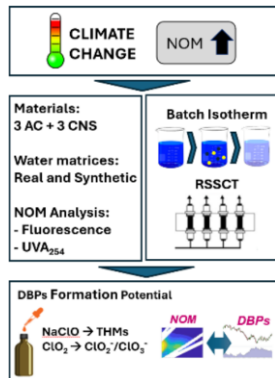 CLIMATE
CHANGE
NOM
Materials:
3 AC + 3 CNS
Water matrices:
Real and Synthetic
NOM Analysis:
- Fluorescence
- UVA₂₅₄
Batch Isotherm
RSSCT
DBPs Formation Potential
NaClO → THMs
ClO₂ → ClO₂⁻/ClO₃⁻
NOM
DBPs